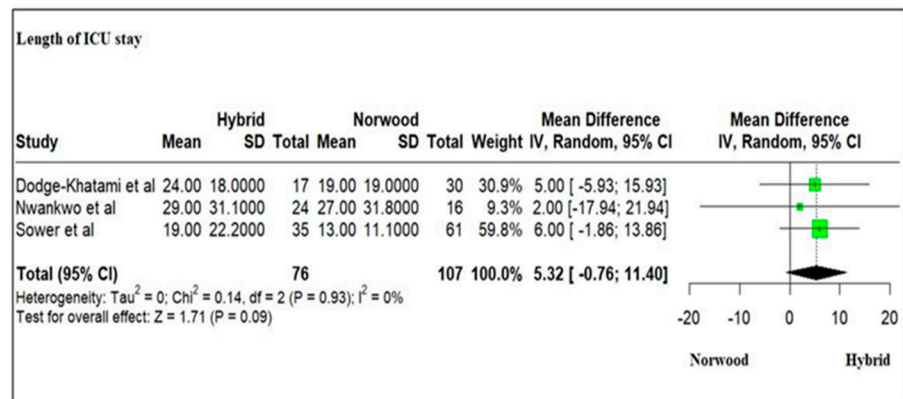 Length of ICU stay
Hybrid Norwood Mean Difference Mean Difference
Study Mean SD Total Mean SD Total Weight IV, Random, 95% CI IV, Random, 95% CI
Dodge-Khatami et al 24.00 18.0000 17 19.00 19.0000 30 30.9% 5.00 [ -5.93; 15.93]
Nwankwo et al 29.00 31.1000 24 27.00 31.8000 16 9.3% 2.00 [-17.94; 21.94]
Sower et al 19.00 22.2000 35 13.00 11.1000 61 59.8% 6.00 [ -1.86; 13.86]
Total (95% CI) 76 107 100.0% 5.32 [ -0.76; 11.40]
Heterogeneity: Tau² = 0; Chi² = 0.14, df = 2 (P = 0.93); I² = 0%
Test for overall effect: Z = 1.71 (P = 0.09)
-20 -10 0 10 20
Norwood Hybrid